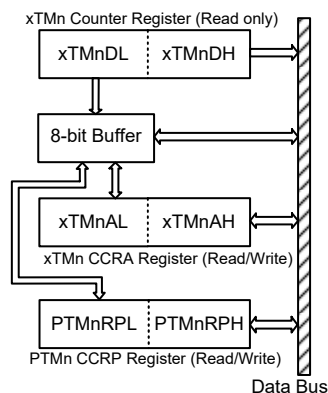 xTMn Counter Register (Read only)
xTMnDL xTMnDH
8-bit Buffer
xTMnAL xTMnAH
xTMn CCRA Register (Read/Write)
PTMnRPL PTMnRPH
PTMn CCRP Register (Read/Write)
Data Bus